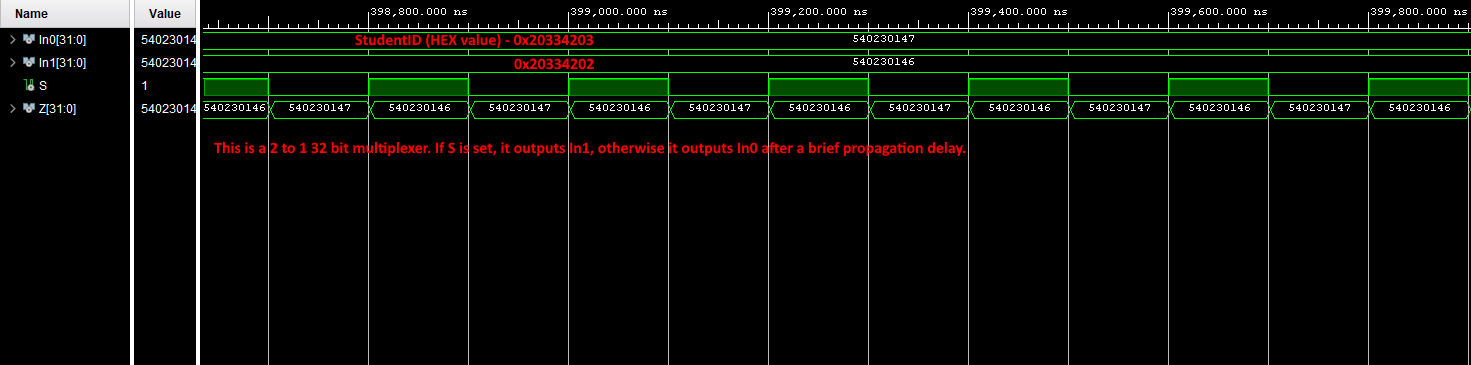 Name Value 398,800.000 ns 399,000.000 ns 399,200.000 ns 399,400.000 ns 399,600.000 ns 399,800.000 ns
In0[31:0] 54023014 StudentID (HEX value) - 0x20334203 540230147
In1[31:0] 54023014 0x20334202 540230146
S 1
Z[31:0] 54023014 540230146 540230147 540230146 540230147 540230146 540230147 540230146 540230147 540230146 540230147 540230146 540230147 540230146
This is a 2 to 1 32 bit multiplexer. If S is set, it outputs In1, otherwise it outputs In0 after a brief propagation delay.